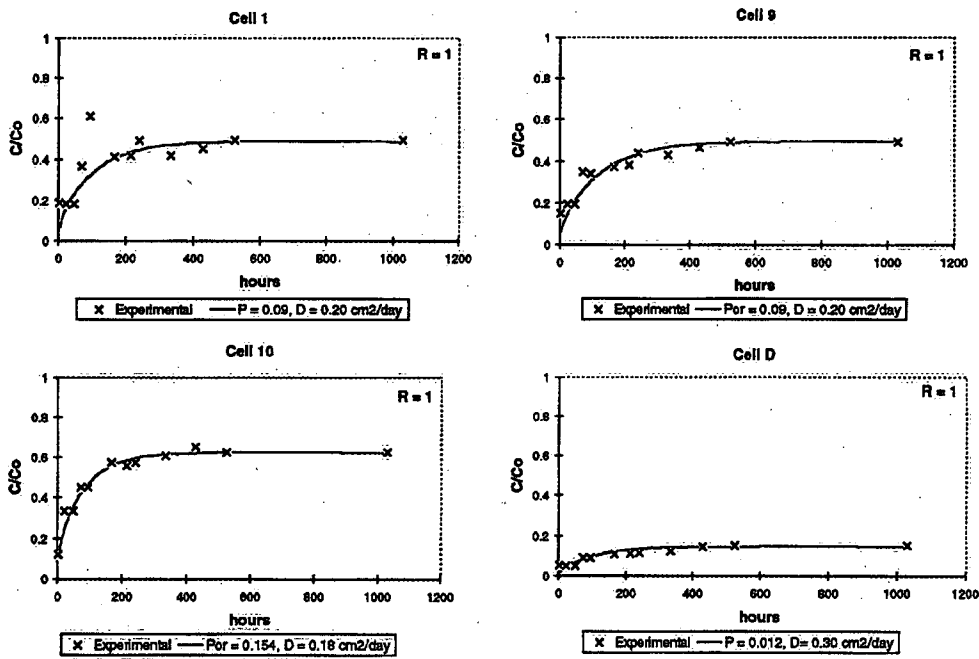 Cell 1
R = 1
C/Co
1
0.8
0.6
0.4
0.2
0
0 200 400 600 800 1000 1200
hours
Experimental P = 0.09, D = 0.20 cm2/day
Cell 9
R = 1
C/Co
1
0.8
0.6
0.4
0.2
0
0 200 400 600 800 1000 1200
hours
Experimental Por = 0.09, D = 0.20 cm2/day
Cell 10
R = 1
C/Co
1
0.8
0.6
0.4
0.2
0
0 200 400 600 800 1000 1200
hours
Experimental Por = 0.154, D = 0.18 cm2/day
Cell D
R = 1
C/Co
1
0.8
0.6
0.4
0.2
0
0 200 400 600 800 1000 1200
hours
Experimental P = 0.012, D= 0.30 cm2/day